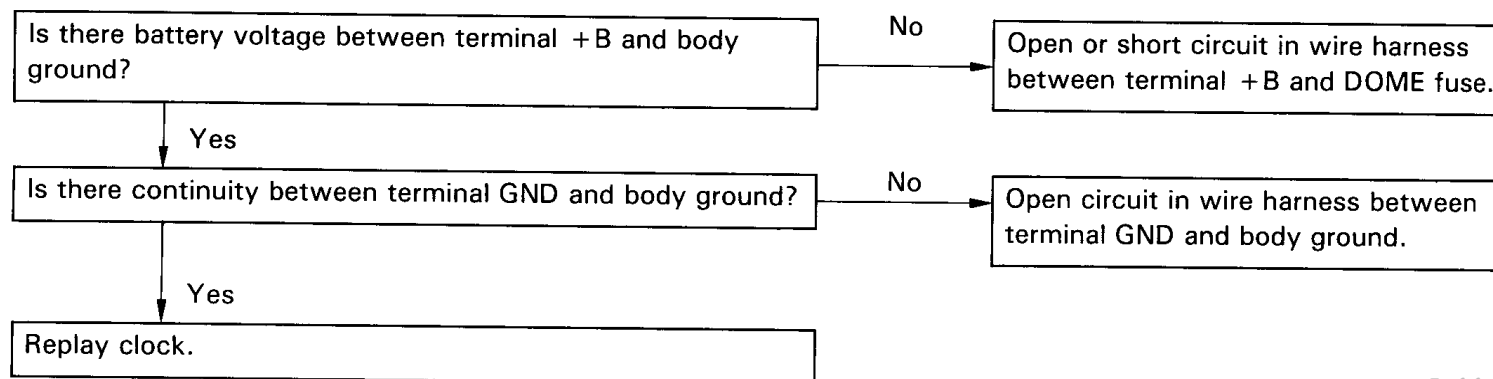 Is there battery voltage between terminal +B and body
ground?
No
Open or short circuit in wire harness
between terminal +B and DOME fuse.
Yes
Is there continuity between terminal GND and body ground?
No
Open circuit in wire harness between
terminal GND and body ground.
Yes
Replay clock.